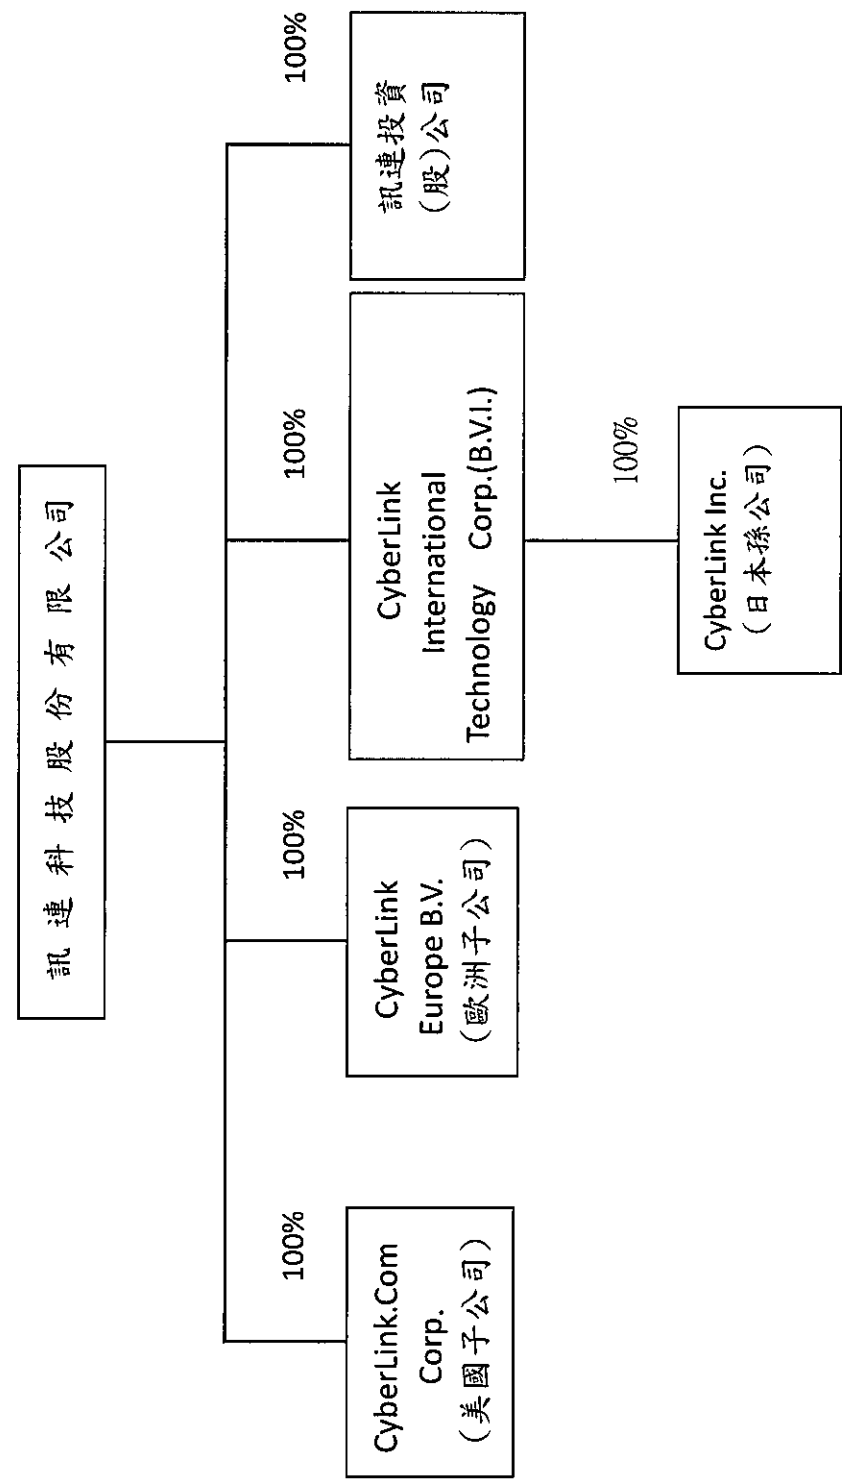 訊連科技股份有限公司
100%
100%
100%
100%
CyberLink.Com
Corp.
(美國子公司)
CyberLink
Europe B.V.
(歐洲子公司)
CyberLink
International
Technology Corp.(B.V.I.)
訊連投資
(股)公司
100%
CyberLink Inc.
(日本孫公司)